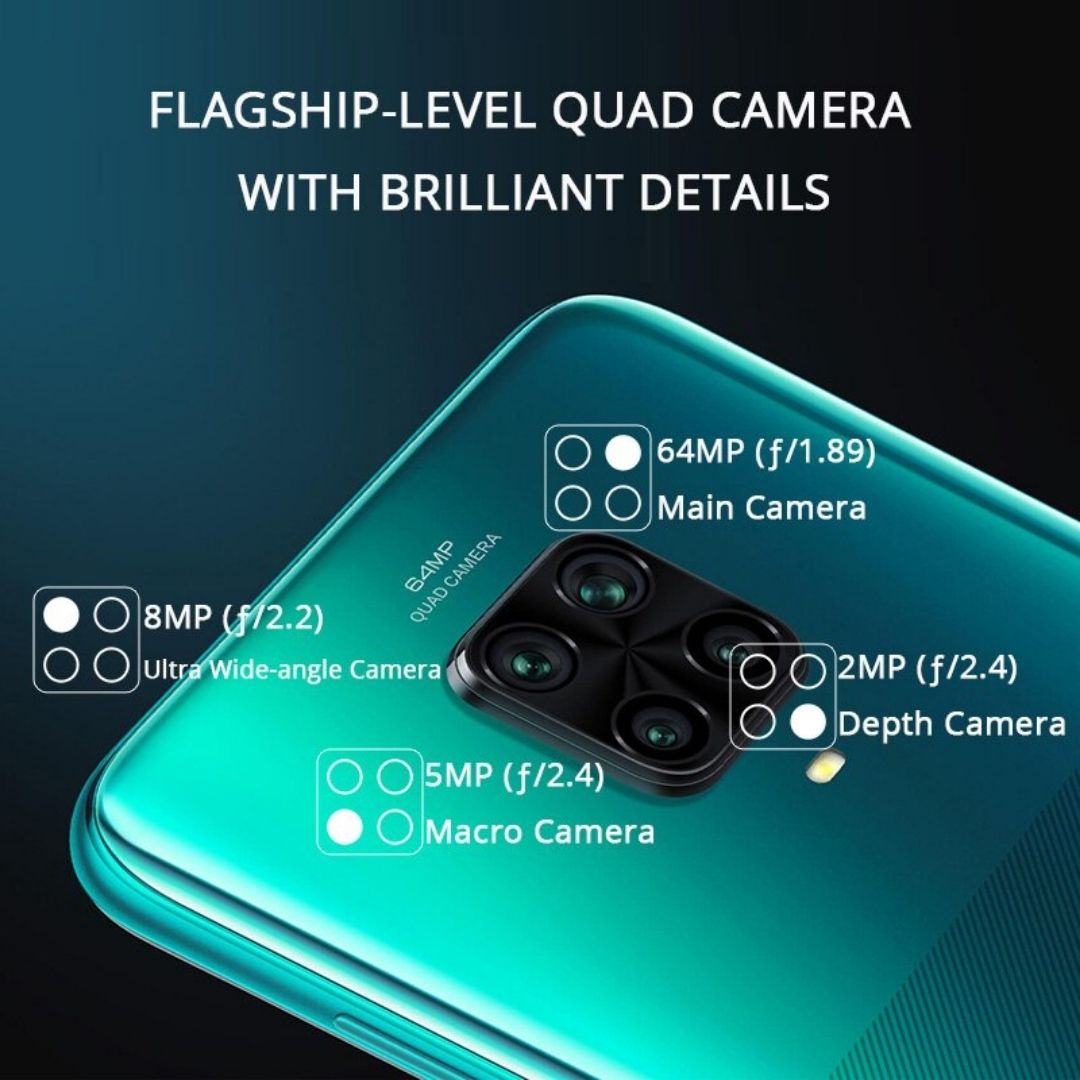 FLAGSHIP-LEVEL QUAD CAMERA
WITH BRILLIANT DETAILS
64MP (ƒ/1.89)
Main Camera
64MP
QUAD CAMERA
8MP (ƒ/2.2)
Ultra Wide-angle Camera
2MP (ƒ/2.4)
Depth Camera
5MP (ƒ/2.4)
Macro Camera